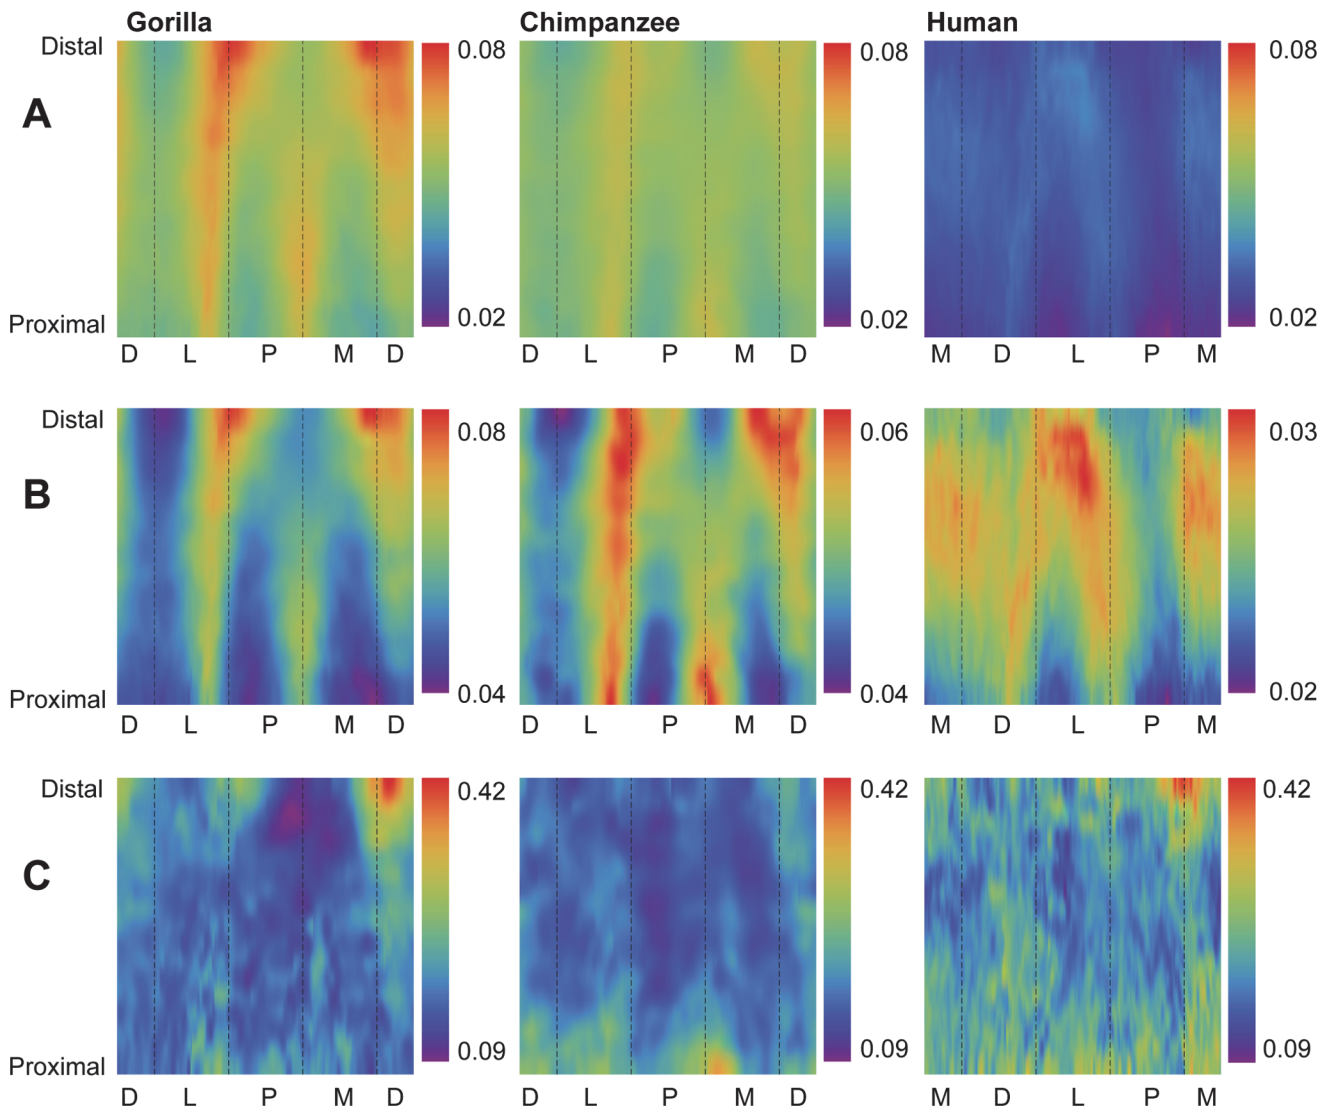 Gorilla Chimpanzee Human
A
Distal 0.08 0.08 0.08
Proximal 0.02 0.02 0.02
D L P M D D L P M D M D L P M
B
Distal 0.08 0.06 0.03
Proximal 0.04 0.04 0.02
D L P M D D L P M D M D L P M
C
Distal 0.42 0.42 0.42
Proximal 0.09 0.09 0.09
D L P M D D L P M D M D L P M